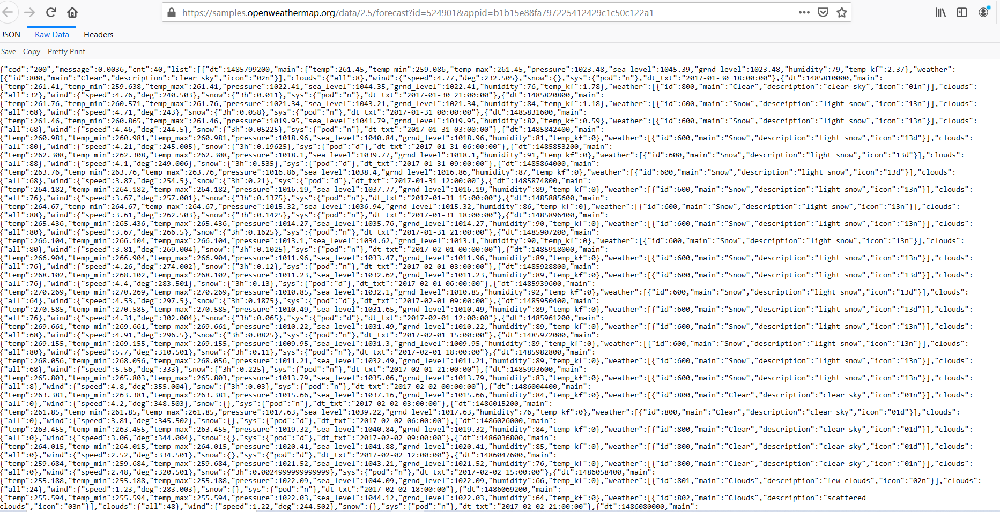 https://samples.openweathermap.org/data/2.5/forecast?id=524901&appid=b1b15e88fa797225412429c1c50c122a1
JSON Raw Data Headers
Save Copy Pretty Print
{"cod":"200","message":0.0036,"cnt":40,"list":[{"dt":1485799200,"main":{"temp":261.45,"temp_min":259.086,"temp_max":261.45,"pressure":1023.48,"sea_level":1045.39,"grnd_level":1023.48,"humidity":79,"temp_kf":2.37},"weather":
[{"id":800,"main":"Clear","description":"clear sky","icon":"02n"}],"clouds":{"all":8},"wind":{"speed":4.77,"deg":232.505},"snow":{},"sys":{"pod":"n"},"dt_txt":"2017-01-30 18:00:00"},{"dt":1485810000,"main":
{"temp":261.41,"temp_min":259.638,"temp_max":261.41,"pressure":1022.41,"sea_level":1044.35,"grnd_level":1022.41,"humidity":76,"temp_kf":1.78},"weather":[{"id":800,"main":"Clear","description":"clear sky","icon":"01n"}],"clouds":
{"all":32},"wind":{"speed":4.76,"deg":240.503},"snow":{"3h":0.011},"sys":{"pod":"n"},"dt_txt":"2017-01-30 21:00:00"},{"dt":1485820800,"main":
{"temp":261.76,"temp_min":260.571,"temp_max":261.76,"pressure":1021.34,"sea_level":1043.21,"grnd_level":1021.34,"humidity":84,"temp_kf":1.18},"weather":[{"id":600,"main":"Snow","description":"light snow","icon":"13n"}],"clouds":
{"all":68},"wind":{"speed":4.71,"deg":243},"snow":{"3h":0.058},"sys":{"pod":"n"},"dt_txt":"2017-01-31 00:00:00"},{"dt":1485831600,"main":
{"temp":261.46,"temp_min":260.865,"temp_max":261.46,"pressure":1019.95,"sea_level":1041.79,"grnd_level":1019.95,"humidity":82,"temp_kf":0.59},"weather":[{"id":600,"main":"Snow","description":"light snow","icon":"13n"}],"clouds":
{"all":68},"wind":{"speed":4.46,"deg":244.5},"snow":{"3h":0.05225},"sys":{"pod":"n"},"dt_txt":"2017-01-31 03:00:00"},{"dt":1485842400,"main":
{"temp":260.981,"temp_min":260.981,"temp_max":260.981,"pressure":1018.96,"sea_level":1040.84,"grnd_level":1018.96,"humidity":81,"temp_kf":0},"weather":[{"id":600,"main":"Snow","description":"light snow","icon":"13d"}],"clouds":
{"all":80},"wind":{"speed":4.21,"deg":245.005},"snow":{"3h":0.19625},"sys":{"pod":"d"},"dt_txt":"2017-01-31 06:00:00"},{"dt":1485853200,"main":
{"temp":262.308,"temp_min":262.308,"temp_max":262.308,"pressure":1018.1,"sea_level":1039.77,"grnd_level":1018.1,"humidity":91,"temp_kf":0},"weather":[{"id":600,"main":"Snow","description":"light snow","icon":"13d"}],"clouds":
{"all":88},"wind":{"speed":4.1,"deg":249.006},"snow":{"3h":0.535},"sys":{"pod":"d"},"dt_txt":"2017-01-31 09:00:00"},{"dt":1485864000,"main":
{"temp":263.76,"temp_min":263.76,"temp_max":263.76,"pressure":1016.86,"sea_level":1038.4,"grnd_level":1016.86,"humidity":87,"temp_kf":0},"weather":[{"id":600,"main":"Snow","description":"light snow","icon":"13d"}],"clouds":
{"all":68},"wind":{"speed":3.87,"deg":254.5},"snow":{"3h":0.21},"sys":{"pod":"d"},"dt_txt":"2017-01-31 12:00:00"},{"dt":1485874800,"main":
{"temp":264.182,"temp_min":264.182,"temp_max":264.182,"pressure":1016.19,"sea_level":1037.77,"grnd_level":1016.19,"humidity":89,"temp_kf":0},"weather":[{"id":600,"main":"Snow","description":"light snow","icon":"13n"}],"clouds":
{"all":76},"wind":{"speed":3.67,"deg":257.001},"snow":{"3h":0.1375},"sys":{"pod":"n"},"dt_txt":"2017-01-31 15:00:00"},{"dt":1485885600,"main":
{"temp":264.67,"temp_min":264.67,"temp_max":264.67,"pressure":1015.32,"sea_level":1036.94,"grnd_level":1015.32,"humidity":86,"temp_kf":0},"weather":[{"id":600,"main":"Snow","description":"light snow","icon":"13n"}],"clouds":
{"all":88},"wind":{"speed":3.61,"deg":262.503},"snow":{"3h":0.1425},"sys":{"pod":"n"},"dt_txt":"2017-01-31 18:00:00"},{"dt":1485896400,"main":
{"temp":265.436,"temp_min":265.436,"temp_max":265.436,"pressure":1014.27,"sea_level":1035.76,"grnd_level":1014.27,"humidity":90,"temp_kf":0},"weather":[{"id":600,"main":"Snow","description":"light snow","icon":"13n"}],"clouds":
{"all":80},"wind":{"speed":3.67,"deg":266.5},"snow":{"3h":0.1625},"sys":{"pod":"n"},"dt_txt":"2017-01-31 21:00:00"},{"dt":1485907200,"main":
{"temp":266.104,"temp_min":266.104,"temp_max":266.104,"pressure":1013.1,"sea_level":1034.62,"grnd_level":1013.1,"humidity":90,"temp_kf":0},"weather":[{"id":600,"main":"Snow","description":"light snow","icon":"13n"}],"clouds":
{"all":80},"wind":{"speed":3.81,"deg":269.004},"snow":{"3h":0.1025},"sys":{"pod":"n"},"dt_txt":"2017-02-01 00:00:00"},{"dt":1485918000,"main":
{"temp":266.904,"temp_min":266.904,"temp_max":266.904,"pressure":1011.96,"sea_level":1033.47,"grnd_level":1011.96,"humidity":89,"temp_kf":0},"weather":[{"id":600,"main":"Snow","description":"light snow","icon":"13n"}],"clouds":
{"all":76},"wind":{"speed":4.26,"deg":274.002},"snow":{"3h":0.12},"sys":{"pod":"n"},"dt_txt":"2017-02-01 03:00:00"},{"dt":1485928800,"main":
{"temp":268.102,"temp_min":268.102,"temp_max":268.102,"pressure":1011.23,"sea_level":1032.62,"grnd_level":1011.23,"humidity":89,"temp_kf":0},"weather":[{"id":600,"main":"Snow","description":"light snow","icon":"13d"}],"clouds":
{"all":76},"wind":{"speed":4.4,"deg":283.501},"snow":{"3h":0.13},"sys":{"pod":"d"},"dt_txt":"2017-02-01 06:00:00"},{"dt":1485939600,"main":
{"temp":270.269,"temp_min":270.269,"temp_max":270.269,"pressure":1010.85,"sea_level":1032.1,"grnd_level":1010.85,"humidity":92,"temp_kf":0},"weather":[{"id":600,"main":"Snow","description":"light snow","icon":"13d"}],"clouds":
{"all":64},"wind":{"speed":4.53,"deg":297.5},"snow":{"3h":0.1875},"sys":{"pod":"d"},"dt_txt":"2017-02-01 09:00:00"},{"dt":1485950400,"main":
{"temp":270.585,"temp_min":270.585,"temp_max":270.585,"pressure":1010.49,"sea_level":1031.65,"grnd_level":1010.49,"humidity":89,"temp_kf":0},"weather":[{"id":600,"main":"Snow","description":"light snow","icon":"13d"}],"clouds":
{"all":76},"wind":{"speed":4.31,"deg":302.004},"snow":{"3h":0.065},"sys":{"pod":"d"},"dt_txt":"2017-02-01 12:00:00"},{"dt":1485961200,"main":
{"temp":269.661,"temp_min":269.661,"temp_max":269.661,"pressure":1010.22,"sea_level":1031.49,"grnd_level":1010.22,"humidity":89,"temp_kf":0},"weather":[{"id":600,"main":"Snow","description":"light snow","icon":"13n"}],"clouds":
{"all":68},"wind":{"speed":4.91,"deg":296.5},"snow":{"3h":0.0825},"sys":{"pod":"n"},"dt_txt":"2017-02-01 15:00:00"},{"dt":1485972000,"main":
{"temp":269.155,"temp_min":269.155,"temp_max":269.155,"pressure":1009.95,"sea_level":1031.3,"grnd_level":1009.95,"humidity":89,"temp_kf":0},"weather":[{"id":600,"main":"Snow","description":"light snow","icon":"13n"}],"clouds":
{"all":80},"wind":{"speed":5.7,"deg":310.501},"snow":{"3h":0.11},"sys":{"pod":"n"},"dt_txt":"2017-02-01 18:00:00"},{"dt":1485982800,"main":
{"temp":268.056,"temp_min":268.056,"temp_max":268.056,"pressure":1011.21,"sea_level":1032.49,"grnd_level":1011.21,"humidity":89,"temp_kf":0},"weather":[{"id":600,"main":"Snow","description":"light snow","icon":"13n"}],"clouds":
{"all":68},"wind":{"speed":5.56,"deg":333},"snow":{"3h":0.225},"sys":{"pod":"n"},"dt_txt":"2017-02-01 21:00:00"},{"dt":1485993600,"main":
{"temp":265.803,"temp_min":265.803,"temp_max":265.803,"pressure":1013.79,"sea_level":1035.06,"grnd_level":1013.79,"humidity":83,"temp_kf":0},"weather":[{"id":600,"main":"Snow","description":"light snow","icon":"13n"}],"clouds":
{"all":8},"wind":{"speed":4.8,"deg":355.004},"snow":{"3h":0.03},"sys":{"pod":"n"},"dt_txt":"2017-02-02 00:00:00"},{"dt":1486004400,"main":
{"temp":263.381,"temp_min":263.381,"temp_max":263.381,"pressure":1015.66,"sea_level":1037.16,"grnd_level":1015.66,"humidity":84,"temp_kf":0},"weather":[{"id":800,"main":"Clear","description":"clear sky","icon":"01n"}],"clouds":
{"all":0},"wind":{"speed":4.2,"deg":348.503},"snow":{},"sys":{"pod":"n"},"dt_txt":"2017-02-02 03:00:00"},{"dt":1486015200,"main":
{"temp":261.85,"temp_min":261.85,"temp_max":261.85,"pressure":1017.63,"sea_level":1039.22,"grnd_level":1017.63,"humidity":76,"temp_kf":0},"weather":[{"id":800,"main":"Clear","description":"clear sky","icon":"01d"}],"clouds":
{"all":0},"wind":{"speed":3.81,"deg":345.502},"snow":{},"sys":{"pod":"d"},"dt_txt":"2017-02-02 06:00:00"},{"dt":1486026000,"main":
{"temp":263.455,"temp_min":263.455,"temp_max":263.455,"pressure":1019.32,"sea_level":1040.84,"grnd_level":1019.32,"humidity":84,"temp_kf":0},"weather":[{"id":800,"main":"Clear","description":"clear sky","icon":"01d"}],"clouds":
{"all":0},"wind":{"speed":3.06,"deg":344.004},"snow":{},"sys":{"pod":"d"},"dt_txt":"2017-02-02 09:00:00"},{"dt":1486036800,"main":
{"temp":264.015,"temp_min":264.015,"temp_max":264.015,"pressure":1020.41,"sea_level":1041.88,"grnd_level":1020.41,"humidity":85,"temp_kf":0},"weather":[{"id":800,"main":"Clear","description":"clear sky","icon":"01d"}],"clouds":
{"all":0},"wind":{"speed":2.52,"deg":334.501},"snow":{},"sys":{"pod":"d"},"dt_txt":"2017-02-02 12:00:00"},{"dt":1486047600,"main":
{"temp":259.684,"temp_min":259.684,"temp_max":259.684,"pressure":1021.52,"sea_level":1043.21,"grnd_level":1021.52,"humidity":76,"temp_kf":0},"weather":[{"id":800,"main":"Clear","description":"clear sky","icon":"01n"}],"clouds":
{"all":0},"wind":{"speed":2.48,"deg":320.501},"snow":{"3h":0.0024999999999999},"sys":{"pod":"n"},"dt_txt":"2017-02-02 15:00:00"},{"dt":1486058400,"main":
{"temp":255.188,"temp_min":255.188,"temp_max":255.188,"pressure":1022.09,"sea_level":1044.09,"grnd_level":1022.09,"humidity":66,"temp_kf":0},"weather":[{"id":801,"main":"Clouds","description":"few clouds","icon":"02n"}],"clouds":
{"all":24},"wind":{"speed":1.23,"deg":283.003},"snow":{},"sys":{"pod":"n"},"dt_txt":"2017-02-02 18:00:00"},{"dt":1486069200,"main":
{"temp":255.594,"temp_min":255.594,"temp_max":255.594,"pressure":1022.03,"sea_level":1044.12,"grnd_level":1022.03,"humidity":64,"temp_kf":0},"weather":[{"id":802,"main":"Clouds","description":"scattered
clouds","icon":"03n"}],"clouds":{"all":48},"wind":{"speed":1.22,"deg":244.502},"snow":{},"sys":{"pod":"n"},"dt_txt":"2017-02-02 21:00:00"},{"dt":1486080000,"main":